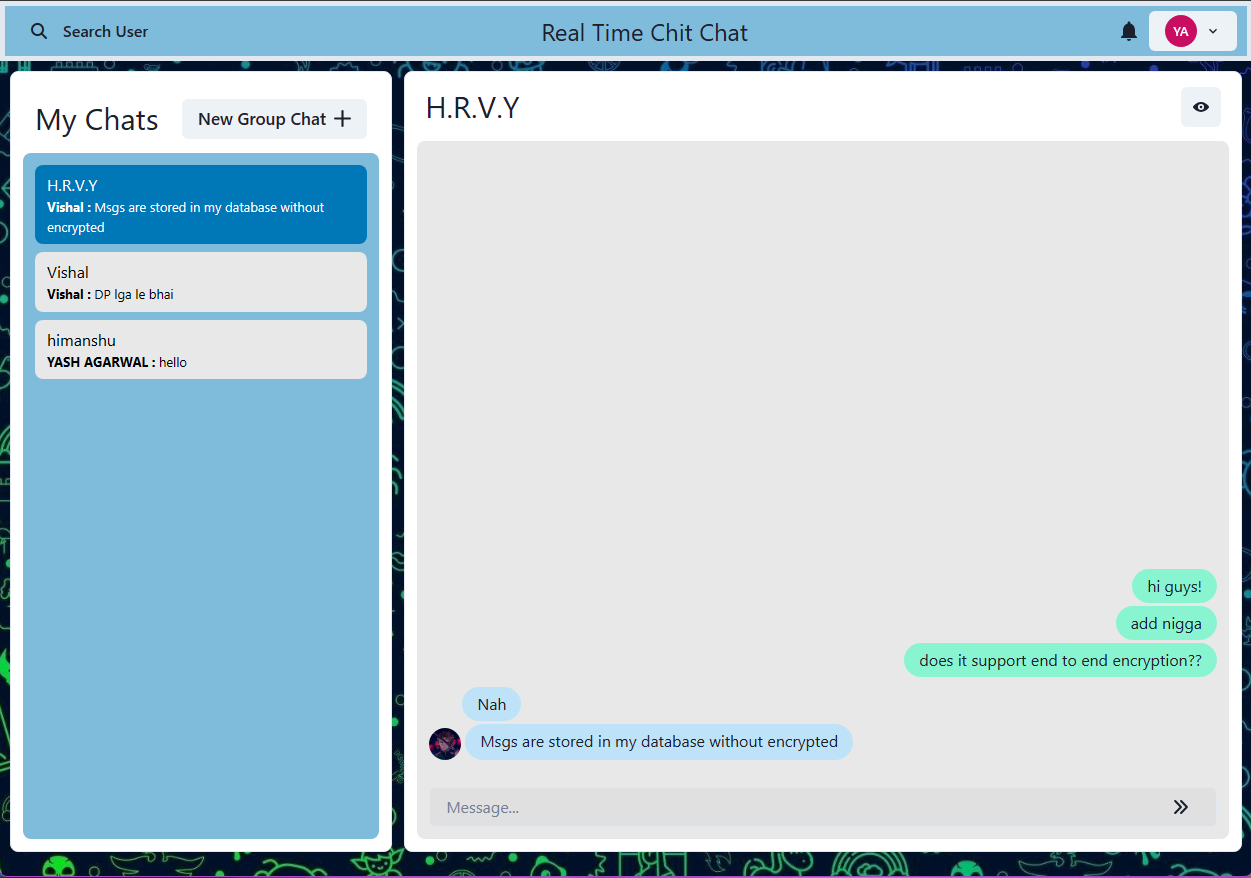 Search User
Real Time Chit Chat
YA
My Chats
New Group Chat
H.R.V.Y
Vishal : Msgs are stored in my database without
encrypted
Vishal
Vishal : DP lga le bhai
himanshu
YASH AGARWAL : hello
H.R.V.Y
hi guys!
add nigga
does it support end to end encryption??
Nah
Msgs are stored in my database without encrypted
Message...